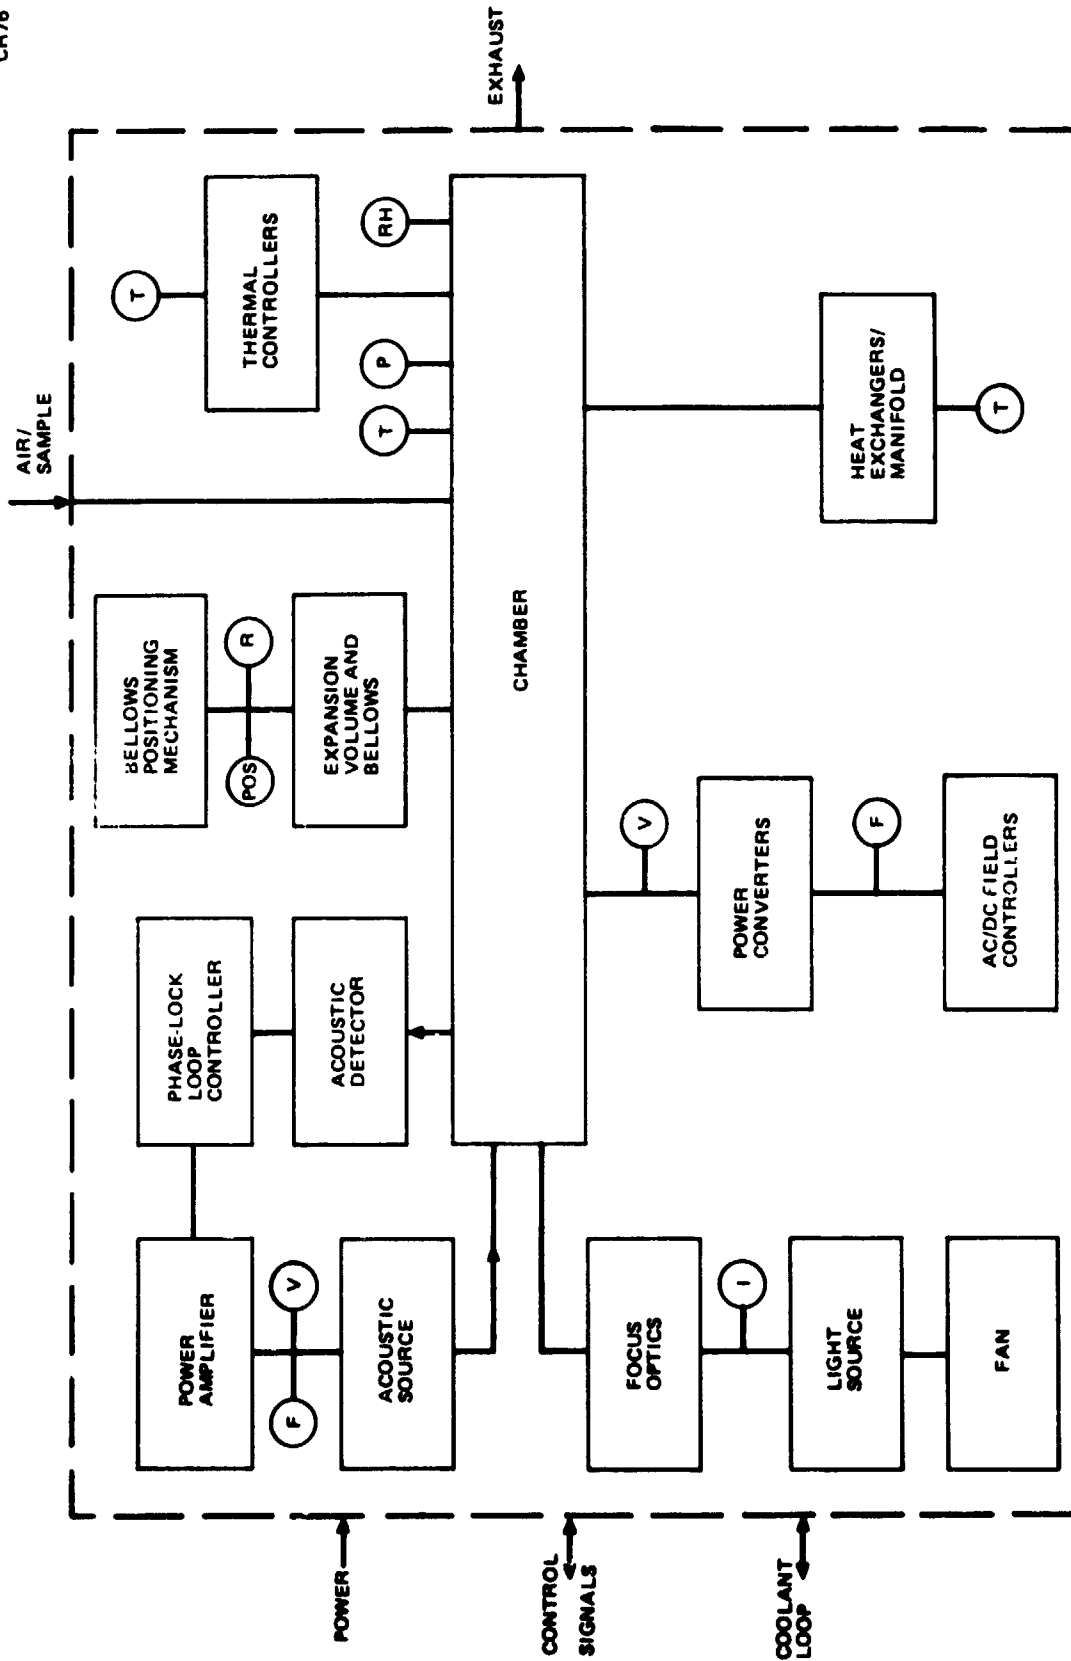 AIR/
SAMPLE
EXHAUST
POWER
CONTROL
SIGNALS
COOLANT
LOOP
POWER
AMPLIFIER
F
V
ACOUSTIC
SOURCE
PHASE-LOCK
LOOP
CONTROLLER
ACOUSTIC
DETECTOR
BELLOWS
POSITIONING
MECHANISM
POS
R
EXPANSION
VOLUME AND
BELLOWS
T
THERMAL
CONTROLLERS
T
P
RH
CHAMBER
FOCUS
OPTICS
I
LIGHT
SOURCE
FAN
V
POWER
CONVERTERS
F
AC/DC FIELD
CONTROLLERS
HEAT
EXCHANGERS/
MANIFOLD
T